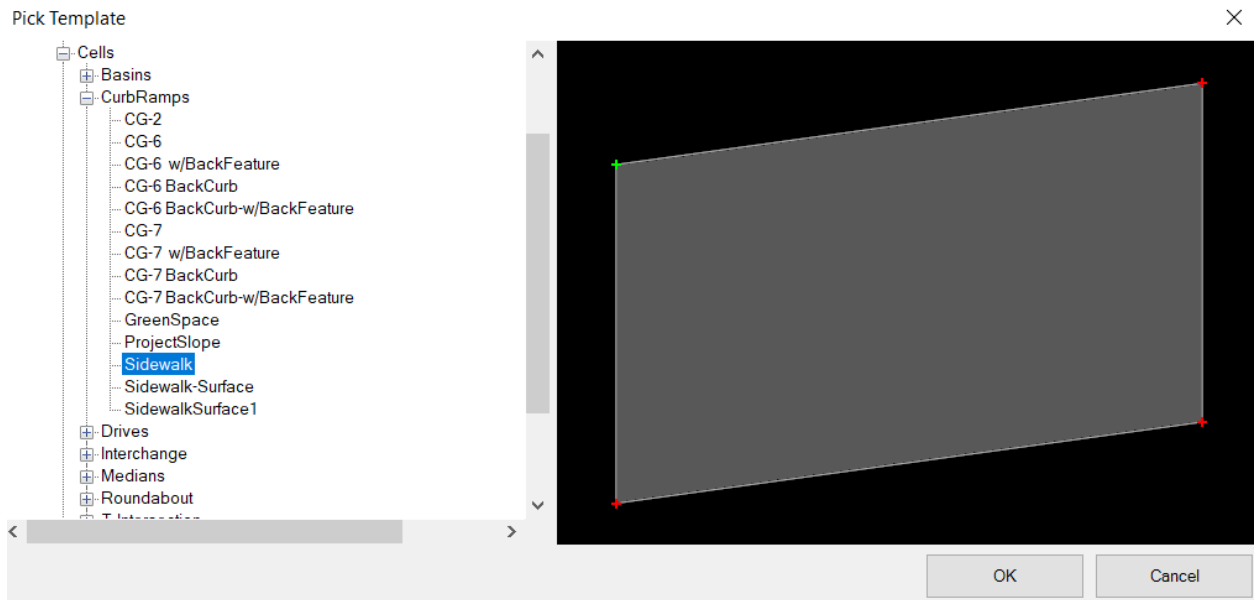 Pick Template
Cells
Basins
CurbRamps
CG-2
CG-6
CG-6 w/BackFeature
CG-6 BackCurb
CG-6 BackCurb-w/BackFeature
CG-7
CG-7 w/BackFeature
CG-7 BackCurb
CG-7 BackCurb-w/BackFeature
GreenSpace
ProjectSlope
Sidewalk
Sidewalk-Surface
SidewalkSurface1
Drives
Interchange
Medians
Roundabout
OK
Cancel